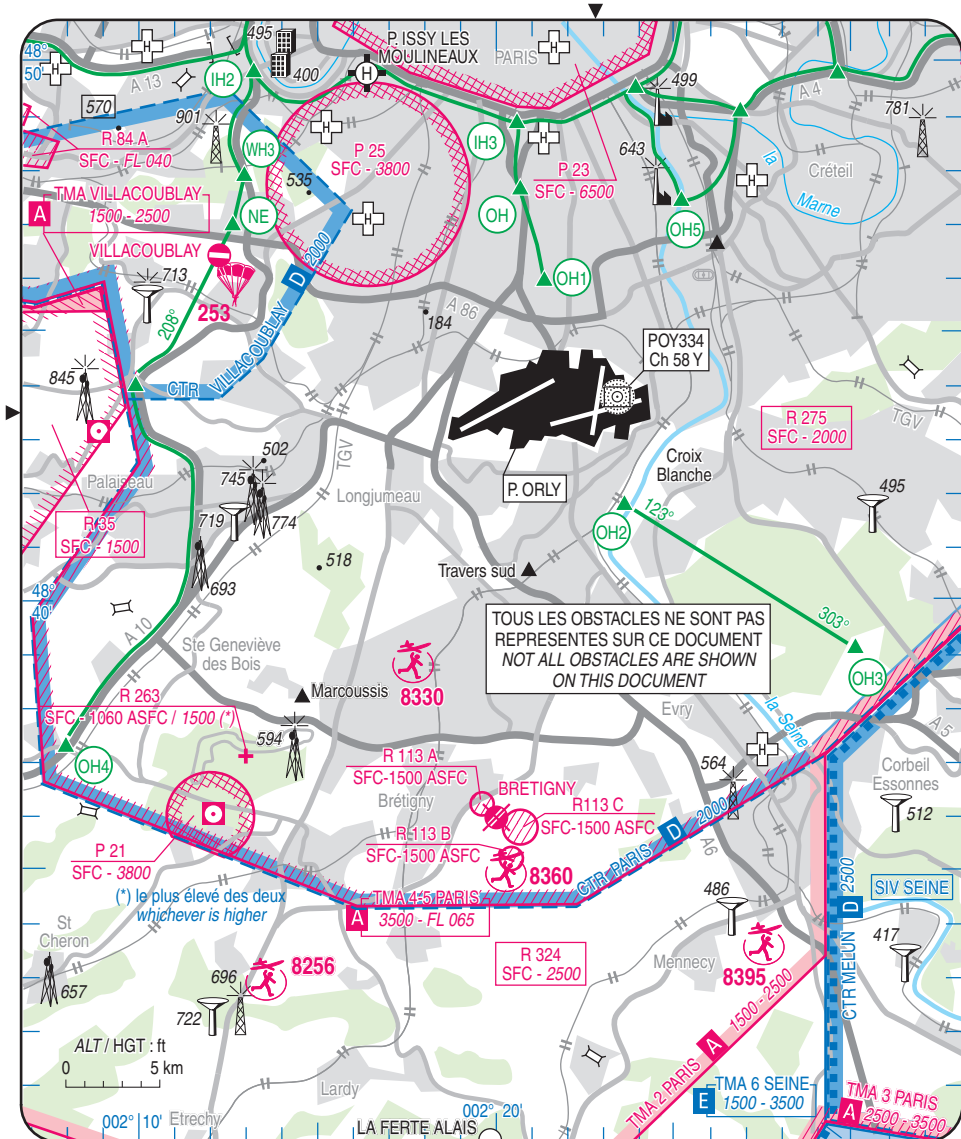 48°
50'
495
400
P. ISSY LES
MOULINEAUX
H
PARIS
A 13
IH2
499
A 4
781
570
901
R 84 A
SFC - FL 040
WH3
P 25
SFC - 3800
IH3
P 23
SFC - 6500
643
la
Marne
Créteil
535
TMA VILLACOUBLAY
1500 - 2500
A
NE
OH
OH5
VILLACOUBLAY
253
713
D
2000
OH1
A 86
184
208°
CTR
VILLACOUBLAY
POY334
Ch 58 Y
845
R 275
SFC - 2000
TGV
TGV
Palaiseau
502
745
719
774
Longjumeau
P. ORLY
Croix
Blanche
495
R 35
SFC - 1500
OH2
123°
518
Travers sud
693
48°
40'
A 10
303°
TOUS LES OBSTACLES NE SONT PAS
REPRESENTES SUR CE DOCUMENT
NOT ALL OBSTACLES ARE SHOWN
ON THIS DOCUMENT
Ste Geneviève
des Bois
8330
OH3
R 263
SFC - 1060 ASFC / 1500 (*)
Marcoussis
594
Evry
la Seine
A 5
OH4
R 113 A
SFC-1500 ASFC
Brétigny
BRETIGNY
R113 C
SFC-1500 ASFC
564
Corbeil
Essonnes
512
P 21
SFC - 3800
R 113 B
SFC-1500 ASFC
8360
CTR PARIS
D
2000
A6
(*) le plus élevé des deux
whichever is higher
TMA 4-5 PARIS
3500 - FL 065
A
486
SIV SEINE
CTR MELUN
D
2500
St
Cheron
657
R 324
SFC - 2500
Mennecy
8395
417
8256
696
722
TMA 2 PARIS
A
1500 - 2500
ALT / HGT : ft
0 5 km
Lardy
E
TMA 6 SEINE
1500 - 3500
TMA 3 PARIS
A
2500 - 3500
002° 10'
Etrechy
002° 20'
LA FERTE ALAIS